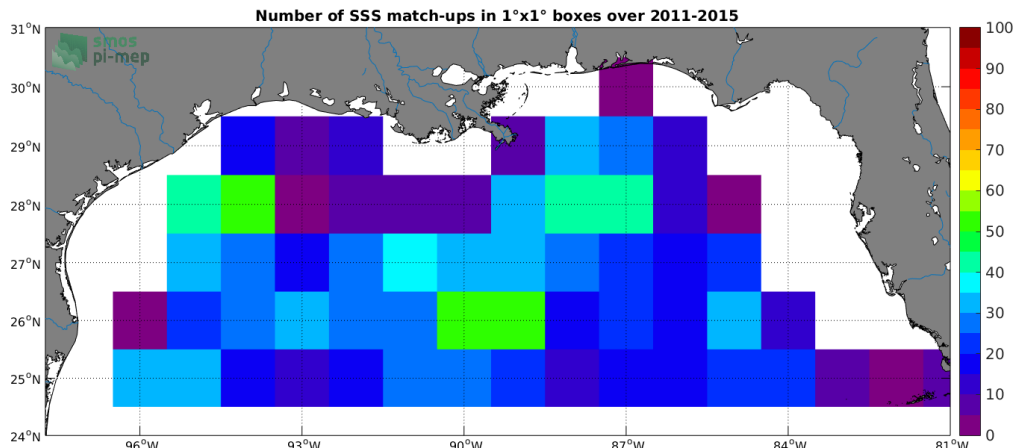 Number of SSS match-ups in 1°x1° boxes over 2011-2015
smos
pi-mep
31°N
30°N
29°N
28°N
27°N
26°N
25°N
24°N
96°W 93°W 90°W 87°W 84°W 81°W
100
90
80
70
60
50
40
30
20
10
0